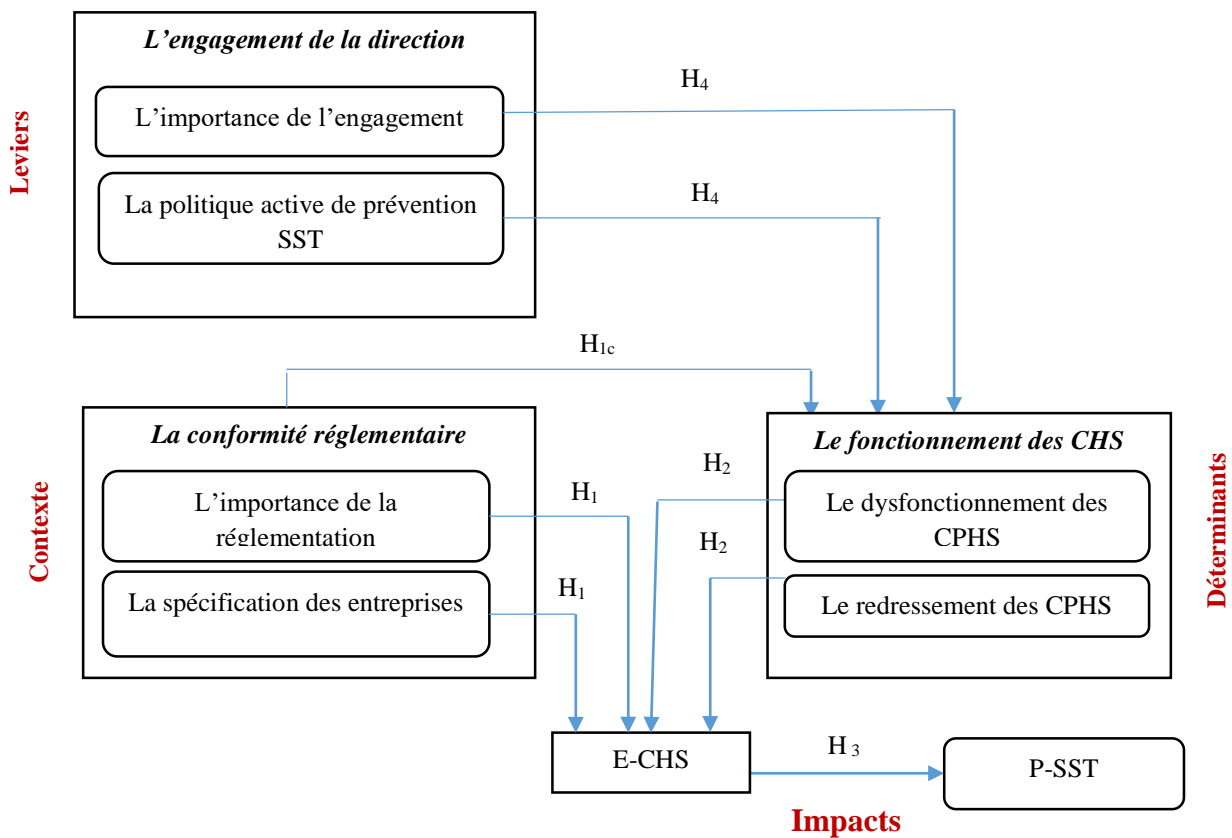 L’engagement de la direction
L’importance de l’engagement
La politique active de prévention
SST
Leviers
H4
H4
H1c
La conformité réglementaire
L’importance de la
réglementation
La spécification des entreprises
Contexte
H1
H1
H2
H2
Le fonctionnement des CHS
Le dysfonctionnement des
CPHS
Le redressement des CPHS
Déterminants
E-CHS
H 3
P-SST
Impacts